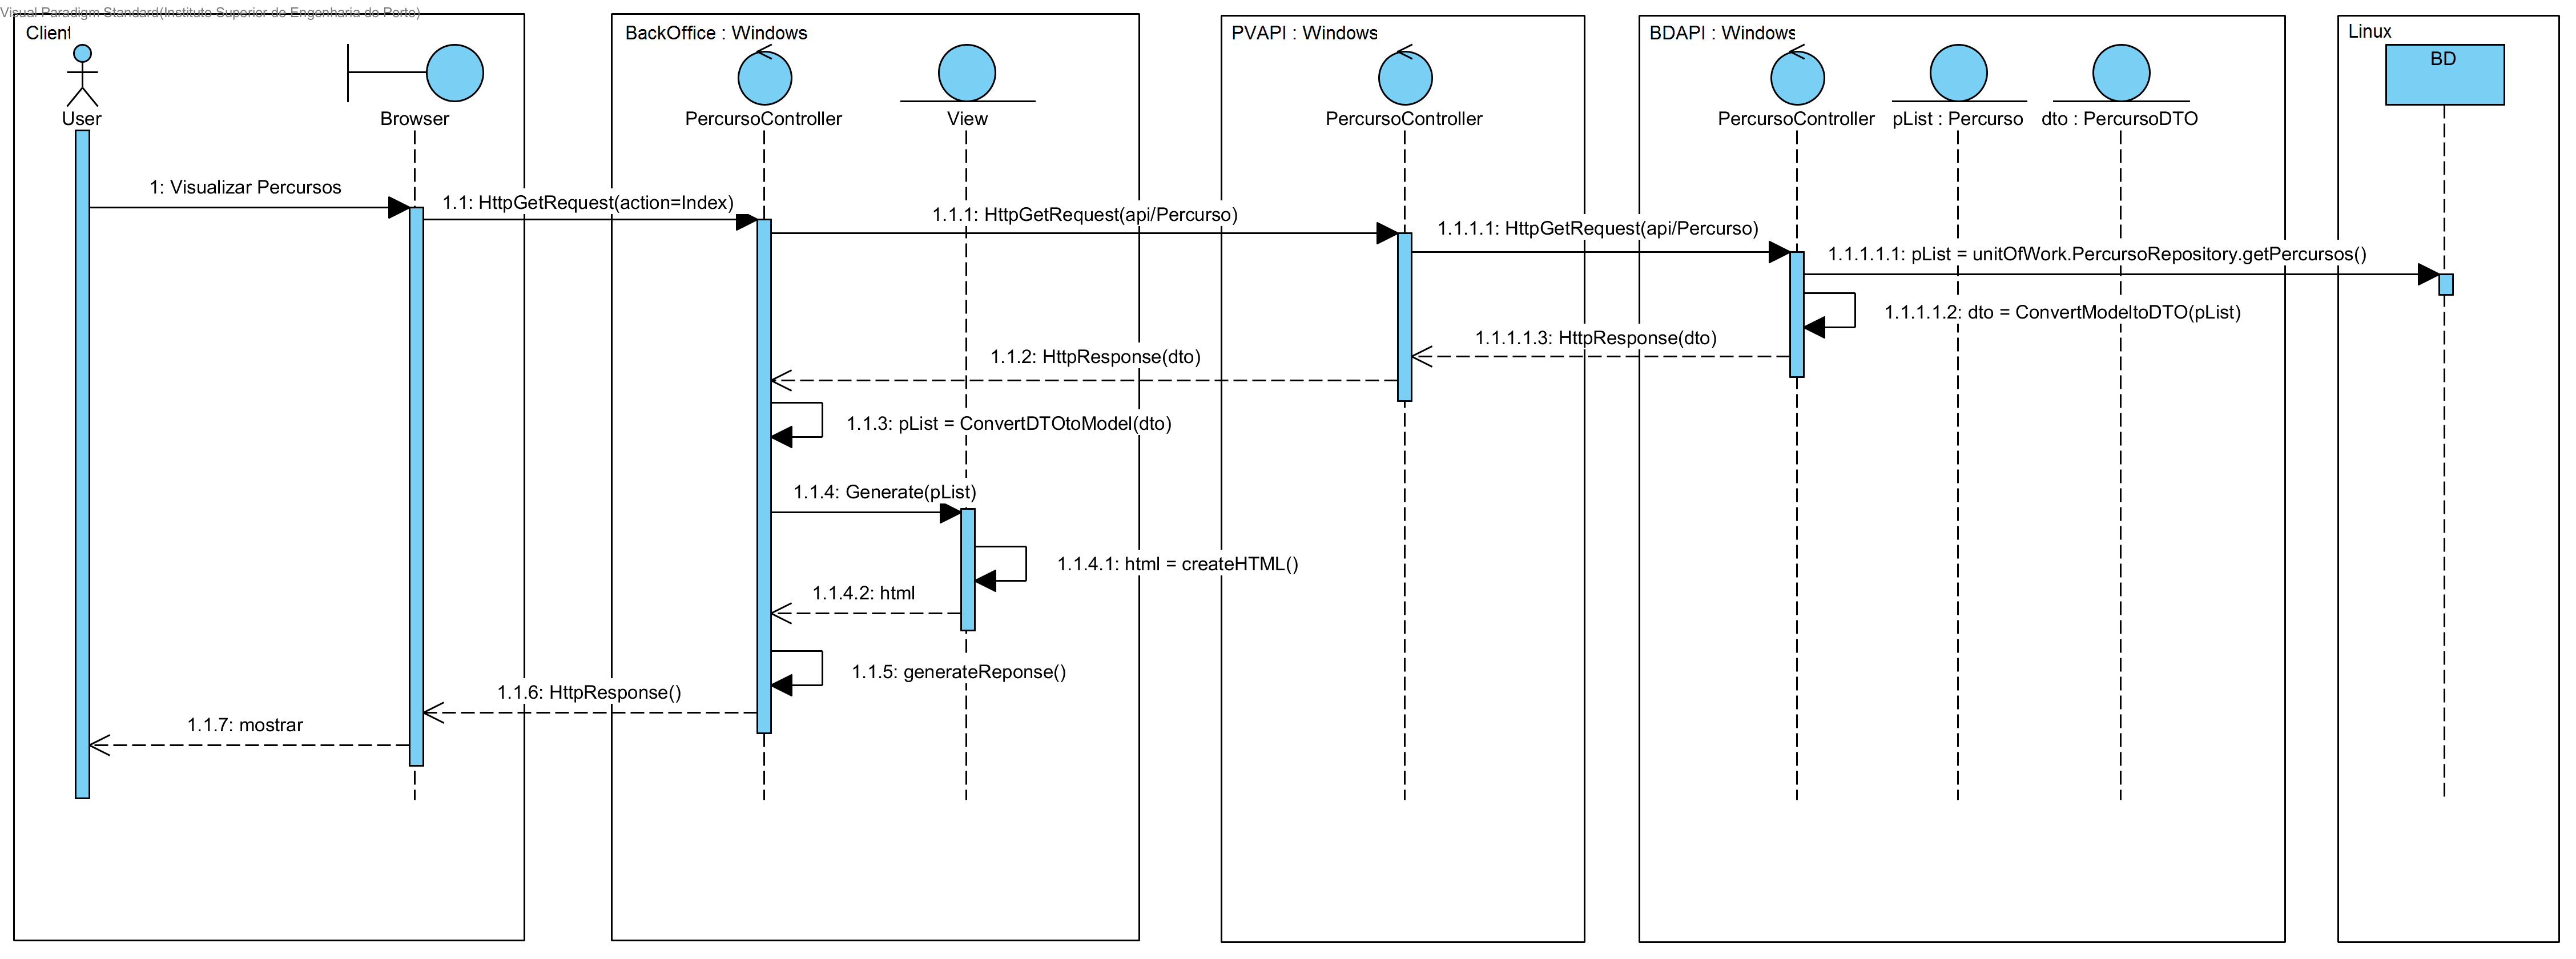 Visual Paradigm Standard(Instituto Superior de Engenharia do Porto)
Client
BackOffice : Windows
PVAPI : Windows
BDAPI : Windows
Linux
BD
User
Browser
PercursoController
View
PercursoController
PercursoController
pList : Percurso
dto : PercursoDTO
1: Visualizar Percursos
1.1: HttpGetRequest(action=Index)
1.1.1: HttpGetRequest(api/Percurso)
1.1.1.1: HttpGetRequest(api/Percurso)
1.1.1.1.1: pList = unitOfWork.PercursoRepository.getPercursos()
1.1.1.1.2: dto = ConvertModeltoDTO(pList)
1.1.1.1.3: HttpResponse(dto)
1.1.2: HttpResponse(dto)
1.1.3: pList = ConvertDTOtoModel(dto)
1.1.4: Generate(pList)
1.1.4.1: html = createHTML()
1.1.4.2: html
1.1.5: generateReponse()
1.1.6: HttpResponse()
1.1.7: mostrar